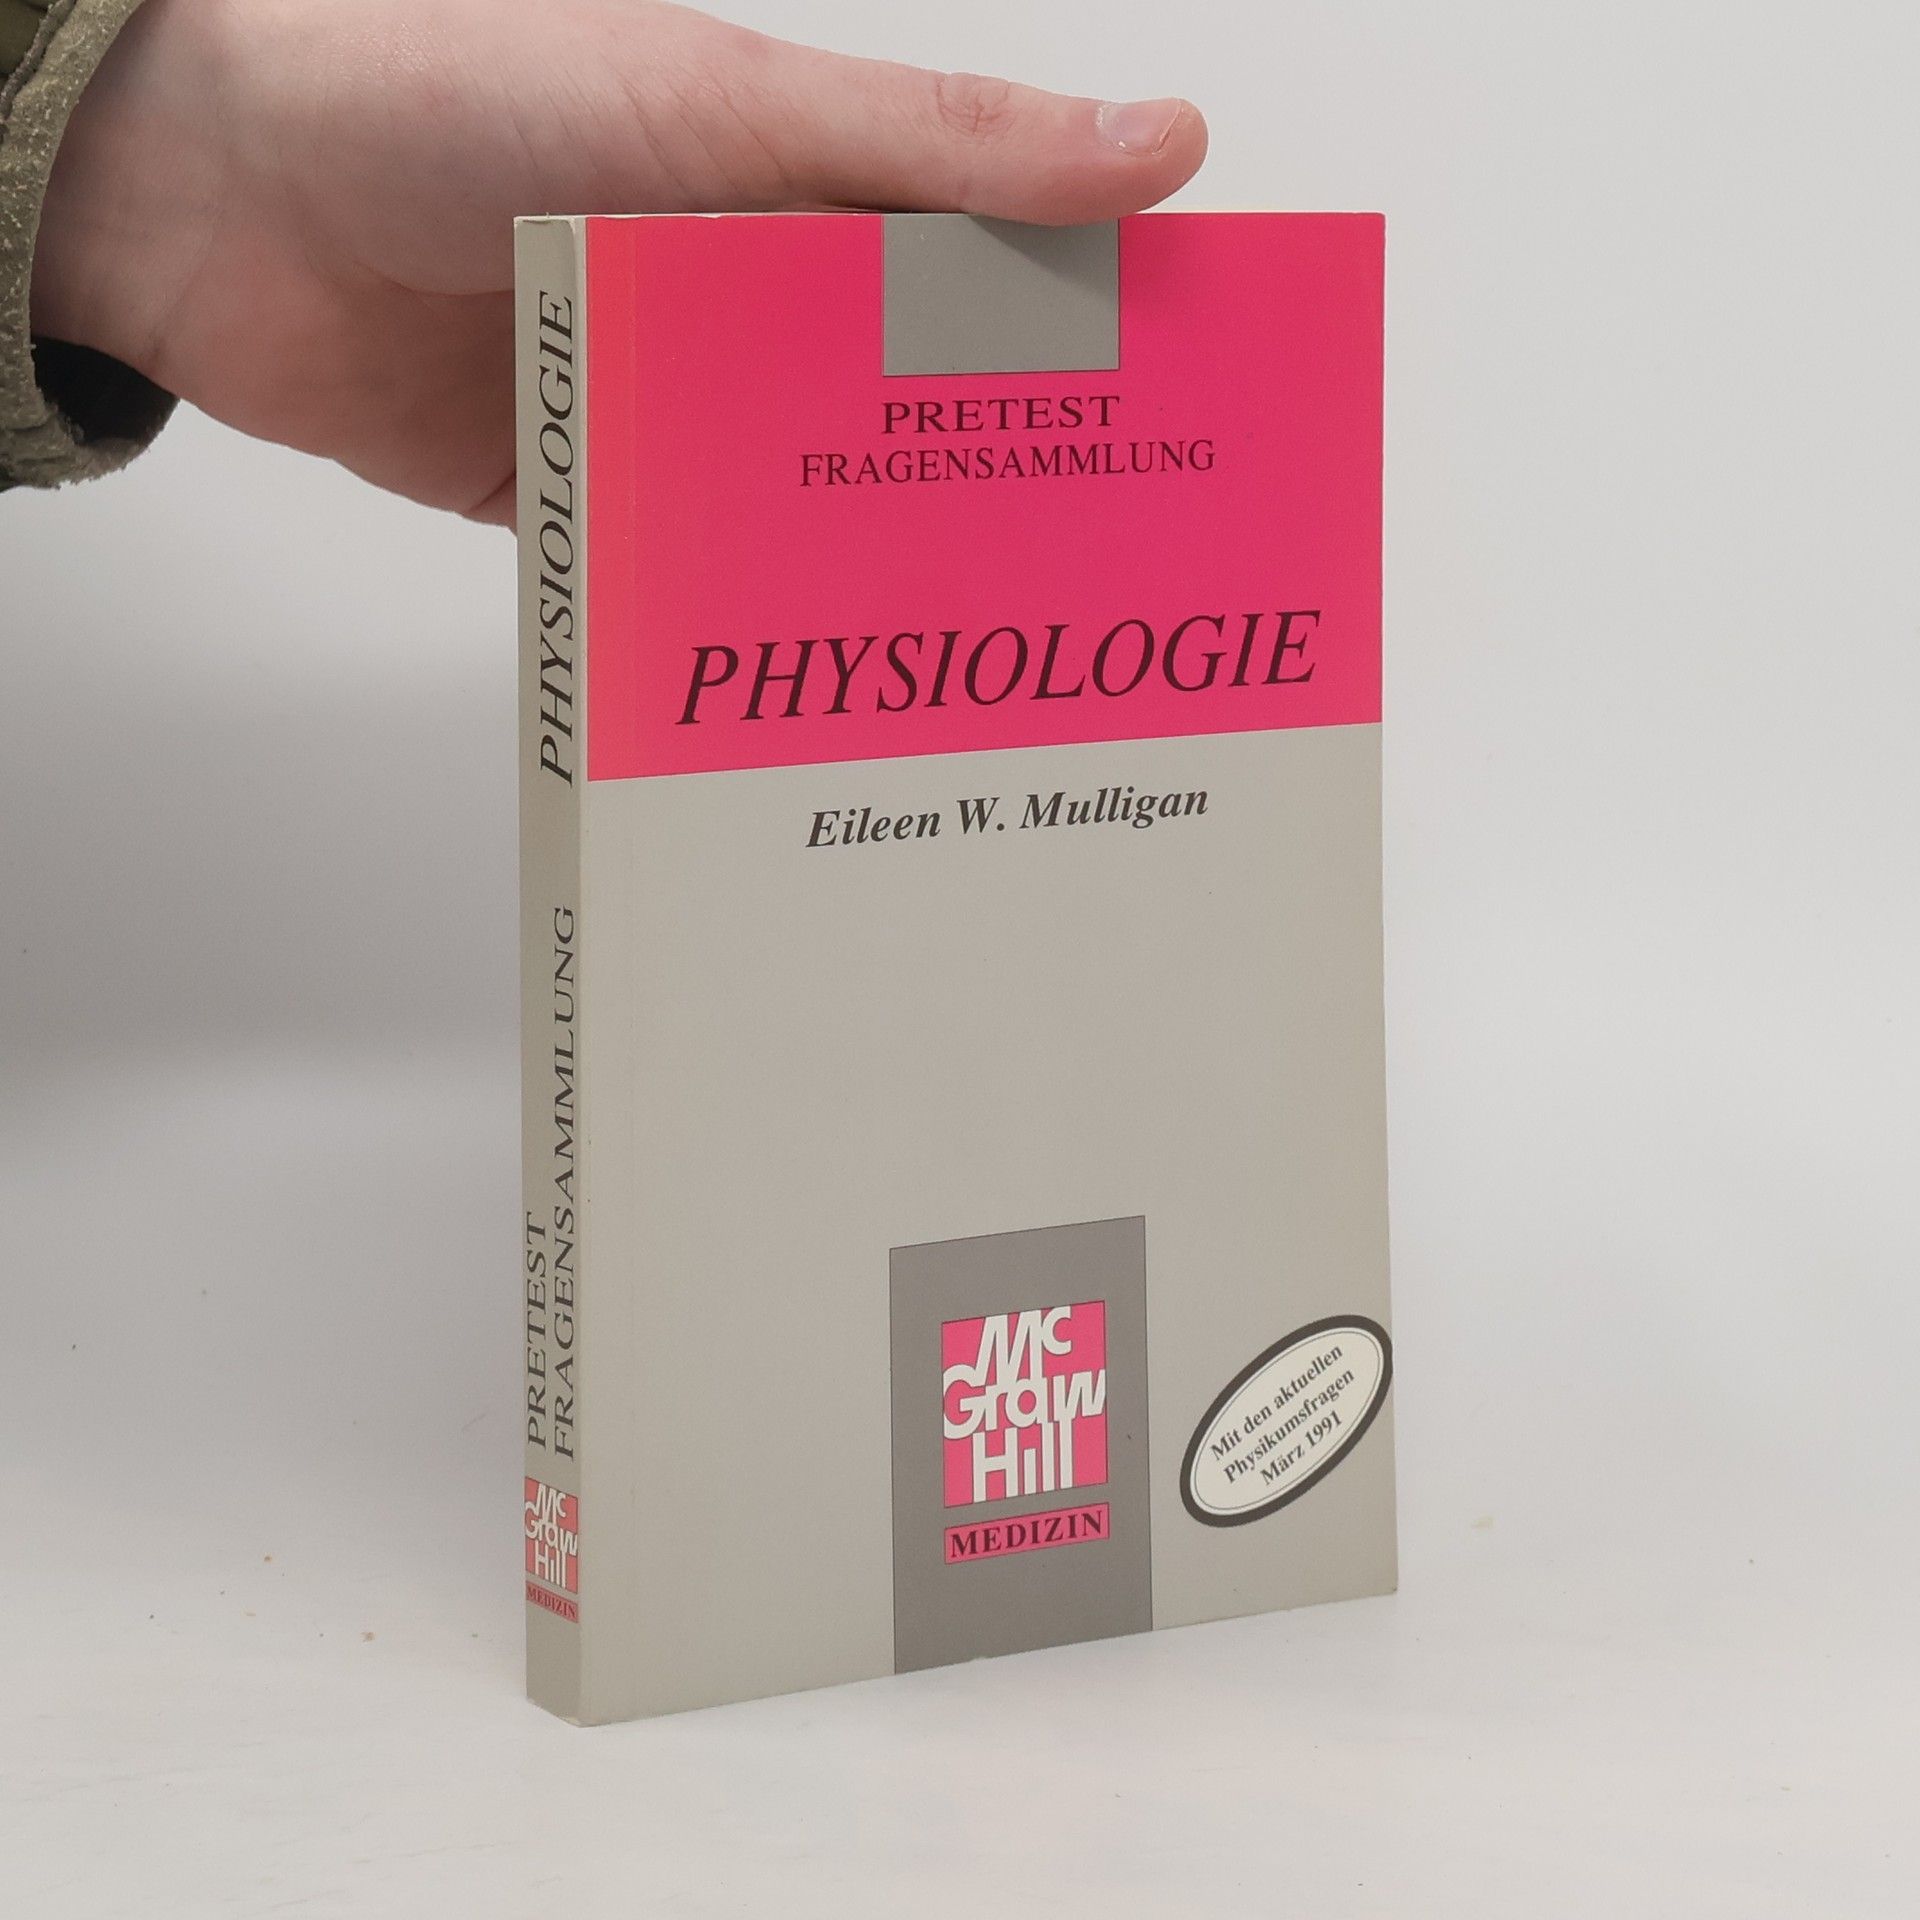 PRETEST
FRAGENSAMMLUNG
PHYSIOLOGIE
Eileen W. Mulligan
Mc
Graw
Hill
MEDIZIN
Mit den aktuellen
Physikumsfragen
März 1991
PHYSIOLOGIE
PRETEST
FRAGENSAMMLUNG
Mc
Graw
Hill
MEDIZIN